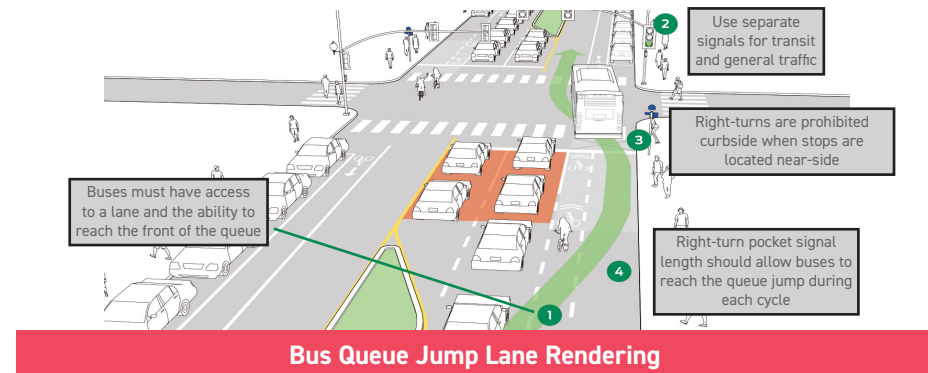 2
Use separate
signals for transit
and general traffic
3
Right-turns are prohibited
curbside when stops are
located near-side
Buses must have access
to a lane and the ability to
reach the front of the queue
4
Right-turn pocket signal
length should allow buses to
reach the queue jump during
each cycle
1
Bus Queue Jump Lane Rendering